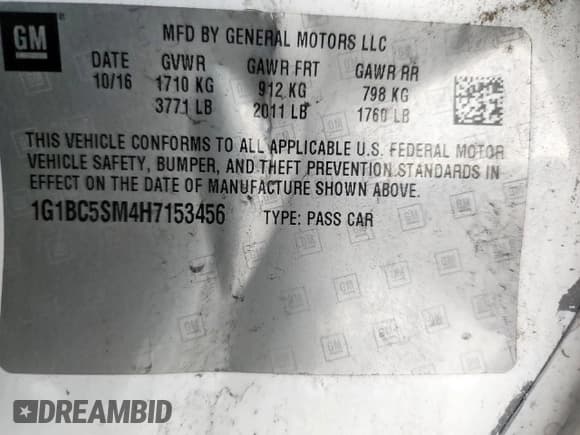 GM
MFD BY GENERAL MOTORS LLC
DATE GVWR GAWR FRT GAWR RR
10/16 1710 KG 912 KG 798 KG
3771 LB 2011 LB 1760 LB
THIS VEHICLE CONFORMS TO ALL APPLICABLE U.S. FEDERAL MOTOR
VEHICLE SAFETY, BUMPER, AND THEFT PREVENTION STANDARDS IN
EFFECT ON THE DATE OF MANUFACTURE SHOWN ABOVE.
1G1BC5SM4H7153456 TYPE: PASS CAR
DREAMBID